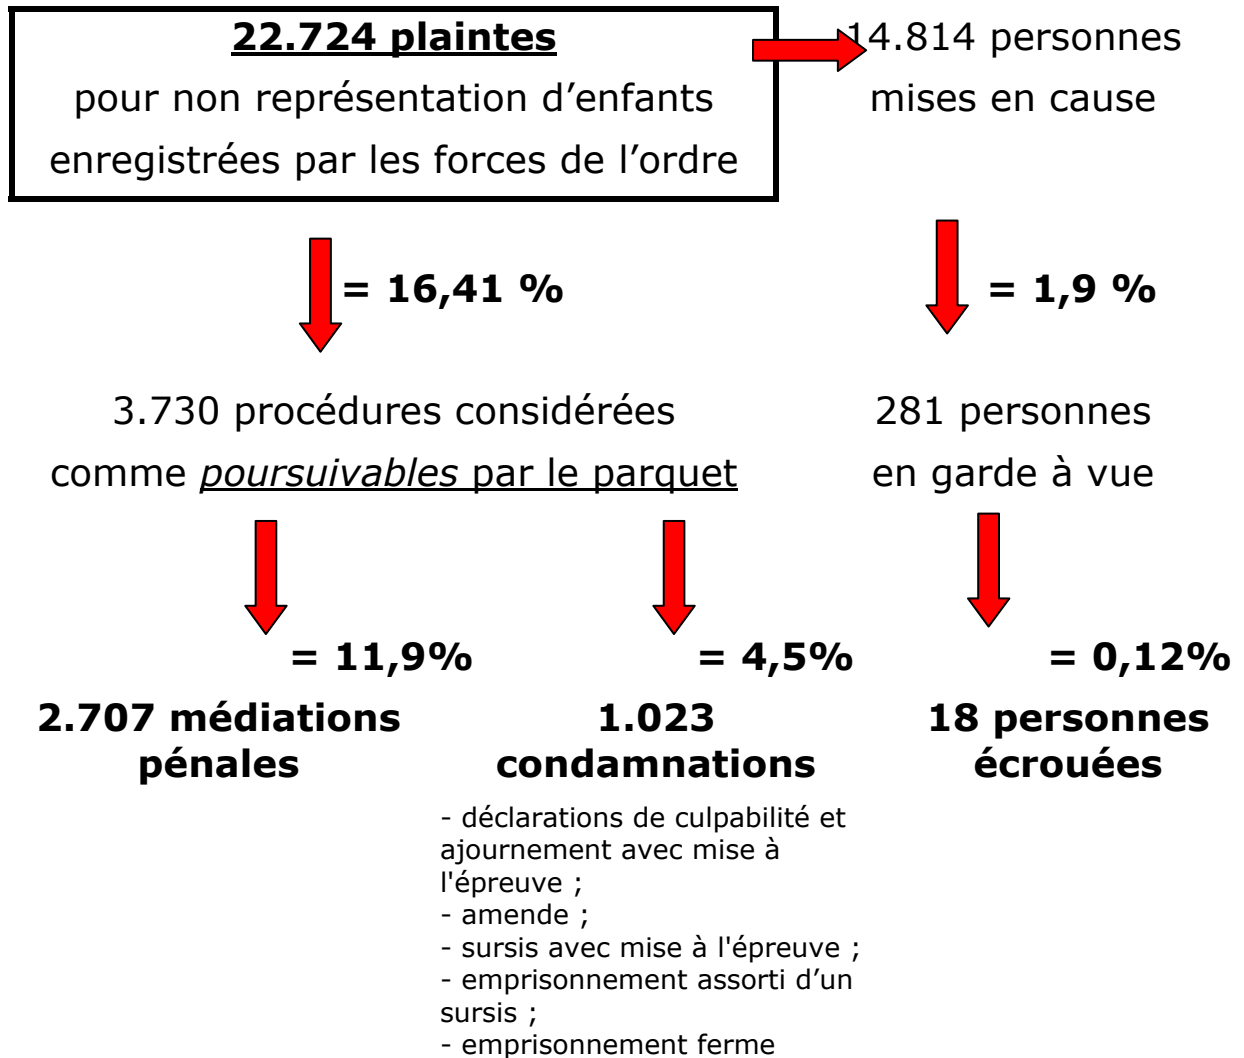 22.724 plaintes
pour non représentation d’enfants
enregistrées par les forces de l’ordre
14.814 personnes
mises en cause
= 16,41 %
= 1,9 %
3.730 procédures considérées
comme poursuivables par le parquet
281 personnes
en garde à vue
= 11,9%
= 4,5%
= 0,12%
2.707 médiations
pénales
1.023
condamnations
18 personnes
écrouées
- déclarations de culpabilité et
ajournement avec mise à
l'épreuve ;
- amende ;
- sursis avec mise à l'épreuve ;
- emprisonnement assorti d’un
sursis ;
- emprisonnement ferme